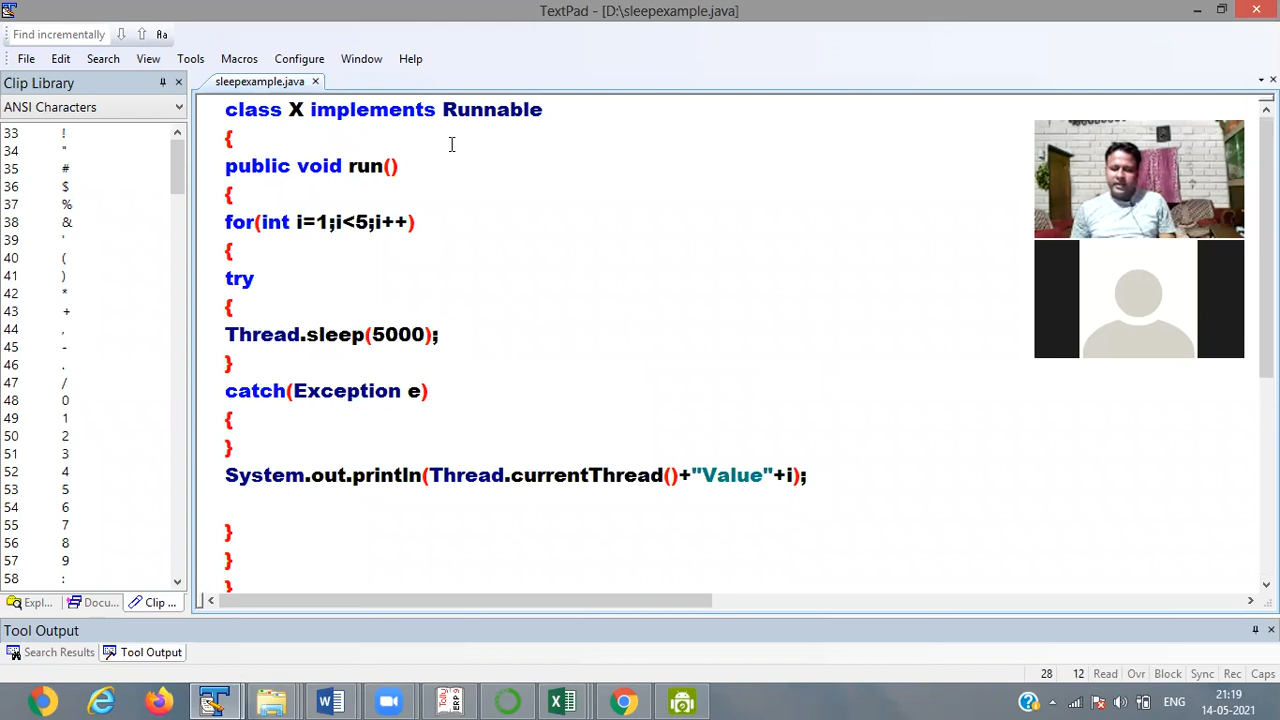 TextPad - [D:\sleepexample.java]
Find incrementally
Aa
File Edit Search View Tools Macros Configure Window Help
Clip Library
sleepexample.java
ANSI Characters
33 !
34 "
35 #
36 $
37 %
38 &
39 '
40 (
41 )
42 *
43 +
44 ,
45 -
46 .
47 /
48 0
49 1
50 2
51 3
52 4
53 5
54 6
55 7
56 8
57 9
58 :
class X implements Runnable
{
public void run()
{
for(int i=1;i<5;i++)
{
try
{
Thread.sleep(5000);
}
catch(Exception e)
{
}
System.out.println(Thread.currentThread()+"Value"+i);
}
}
}
Expl... Docu... Clip ...
Tool Output
Search Results Tool Output
28 12 Read Ovr Block Sync Rec Caps
ENG
21:19
14-05-2021